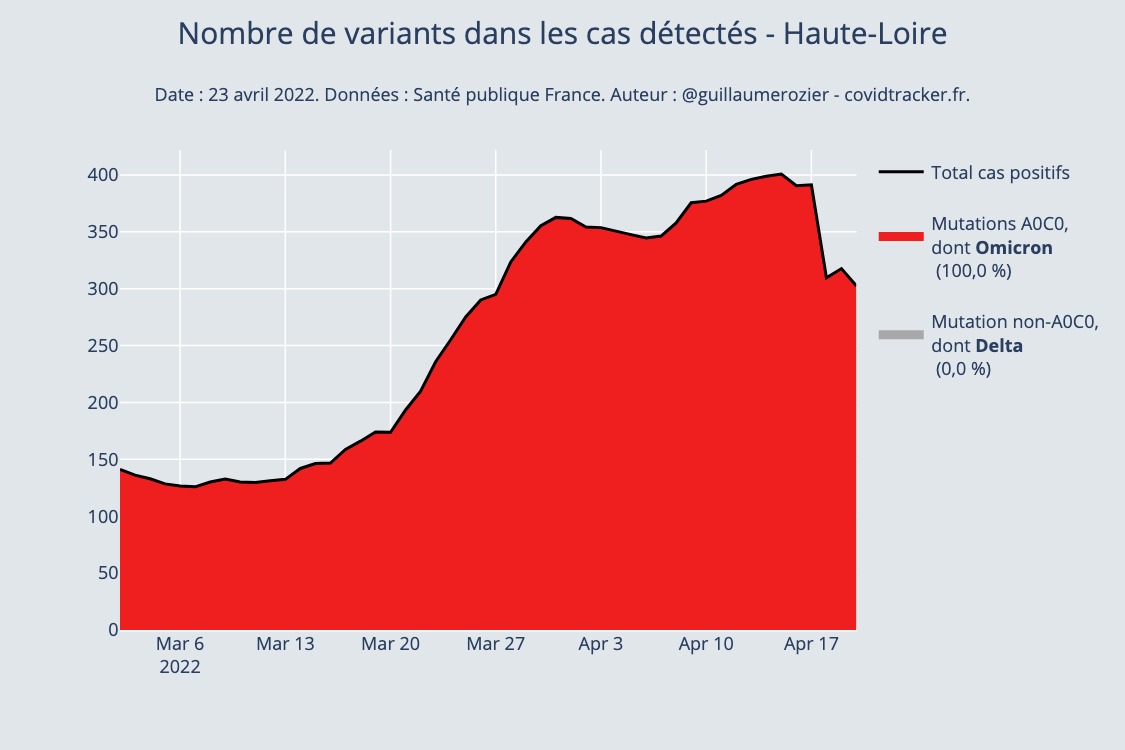 Nombre de variants dans les cas détectés - Haute-Loire
Date : 23 avril 2022. Données : Santé publique France. Auteur : @guillaumerozier - covidtracker.fr.
400
350
300
250
200
150
100
50
0
Mar 6
2022
Mar 13
Mar 20
Mar 27
Apr 3
Apr 10
Apr 17
Total cas positifs
Mutations A0C0,
dont Omicron
(100,0 %)
Mutation non-A0C0,
dont Delta
(0,0 %)